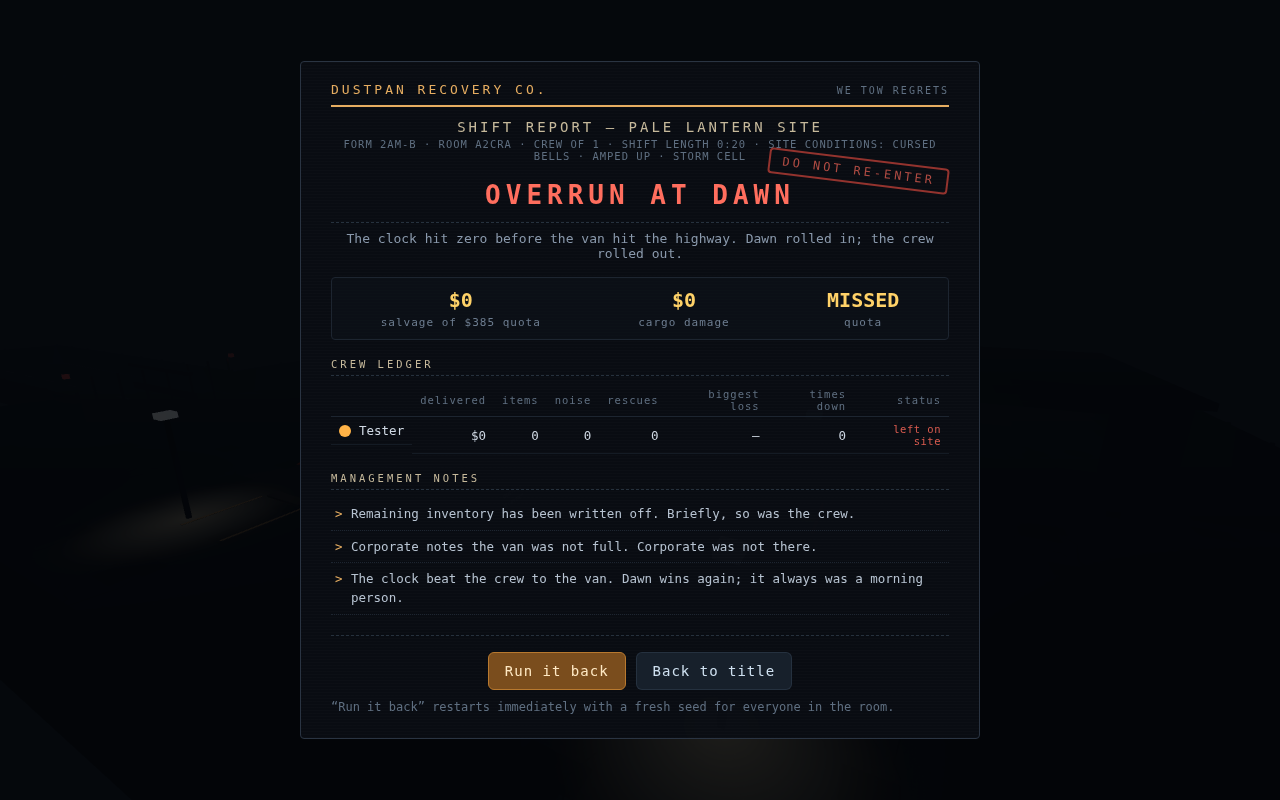 DUSTPAN RECOVERY CO.
WE TOW REGRETS
SHIFT REPORT — PALE LANTERN SITE
FORM 2AM-B · ROOM A2CRA · CREW OF 1 · SHIFT LENGTH 0:20 · SITE CONDITIONS: CURSED
BELLS · AMPED UP · STORM CELL
DO NOT RE-ENTER
OVERRUN AT DAWN
The clock hit zero before the van hit the highway. Dawn rolled in; the crew
rolled out.
$0 $0 MISSED
salvage of $385 quota cargo damage quota
CREW LEDGER
delivered items noise rescues biggest loss times down status
Tester $0 0 0 0 — 0 left on site
MANAGEMENT NOTES
> Remaining inventory has been written off. Briefly, so was the crew.
> Corporate notes the van was not full. Corporate was not there.
> The clock beat the crew to the van. Dawn wins again; it always was a morning
person.
Run it back Back to title
“Run it back” restarts immediately with a fresh seed for everyone in the room.